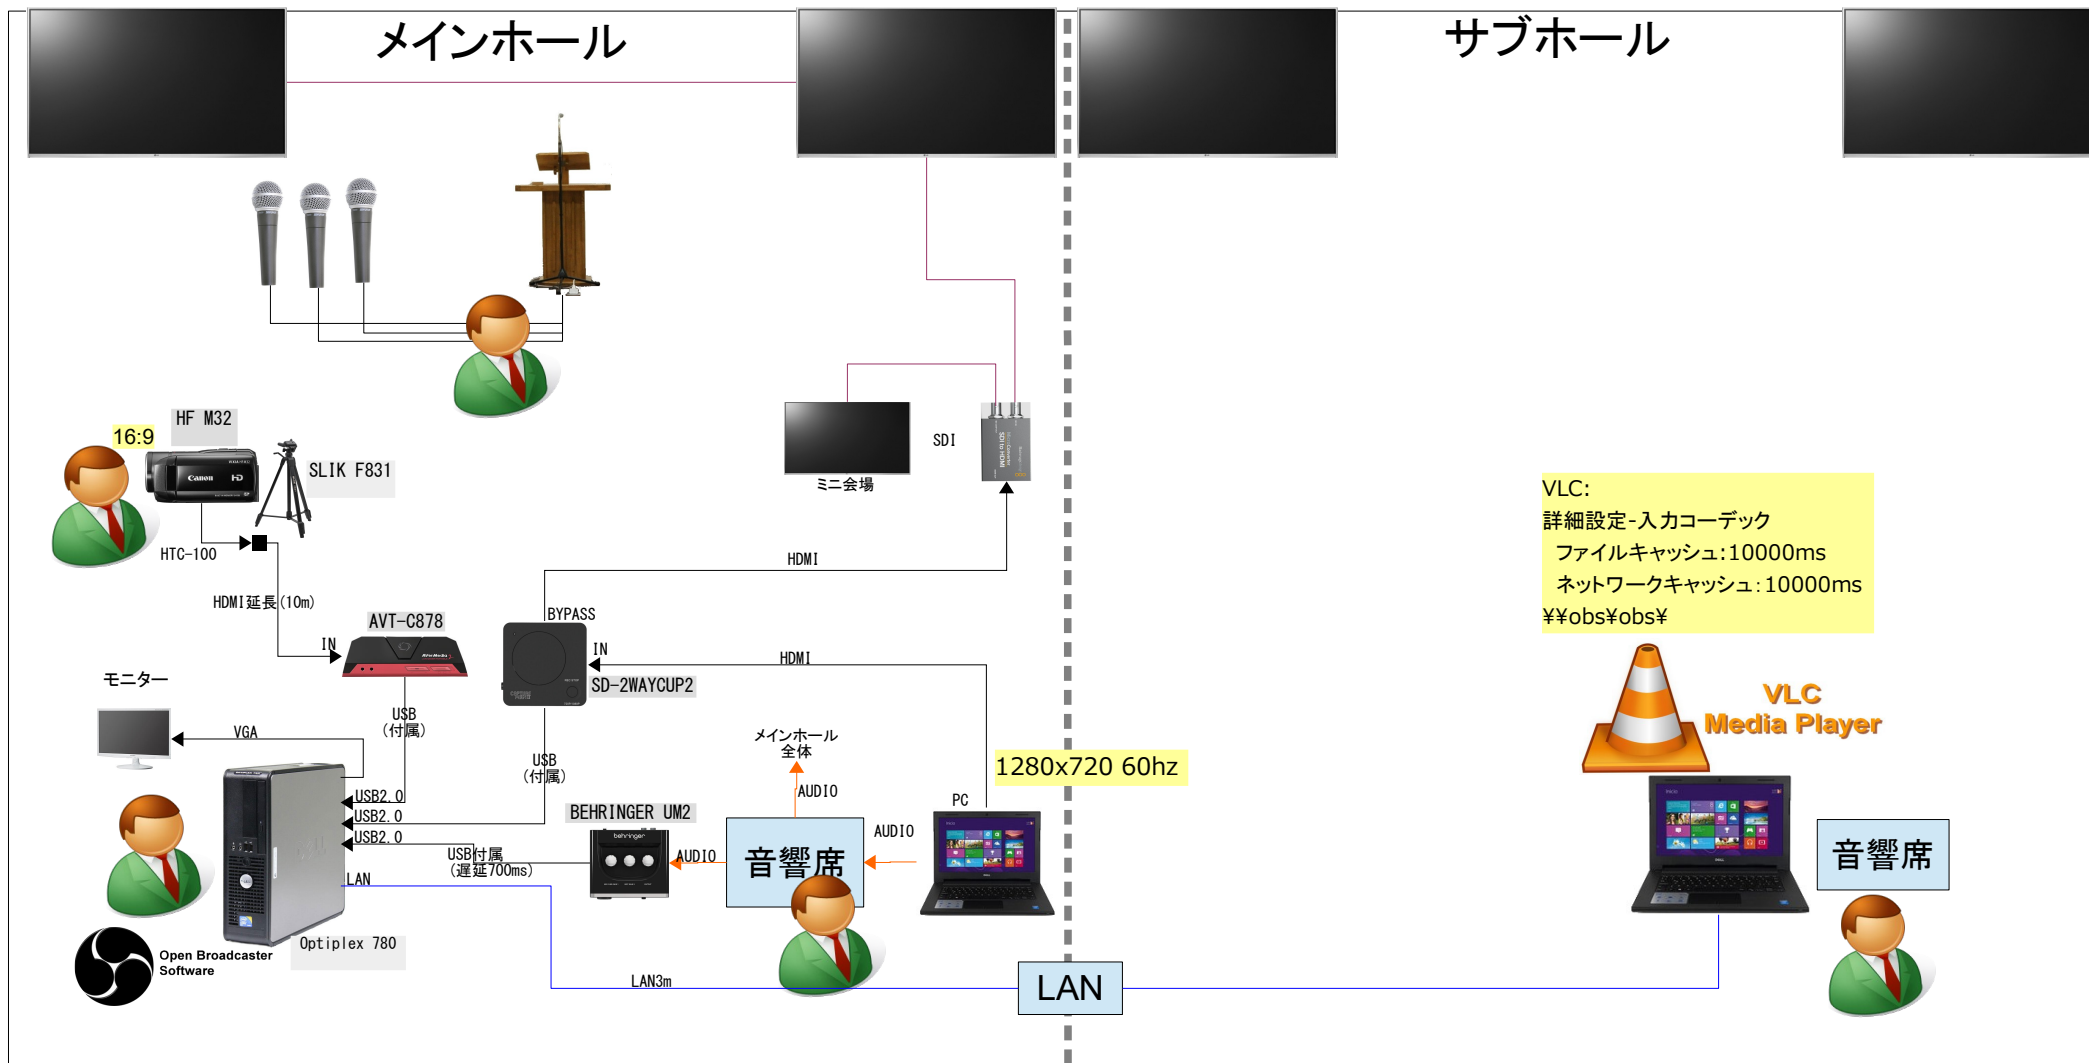 メインホール
サブホール
HF M32
16:9
Canon
HD
SLIK F831
HTC-100
HDMI延長(10m)
IN
AVT-C878
USB
(付属)
モニター
VGA
USB2.0
USB2.0
USB2.0
LAN
Optiplex 780
Open Broadcaster
Software
ミニ会場
SDI
SDI to HDMI
HDMI
BYPASS
IN
HDMI
SD-2WAYCUP2
USB
(付属)
メインホール
全体
AUDIO
1280x720 60hz
PC
BEHRINGER UM2
behringer
USB付属
(遅延700ms)
AUDIO
音響席
AUDIO
LAN3m
LAN
VLC:
詳細設定-入力コーデック
ファイルキャッシュ:10000ms
ネットワークキャッシュ:10000ms
¥¥obs¥obs¥
VLC
Media Player
音響席